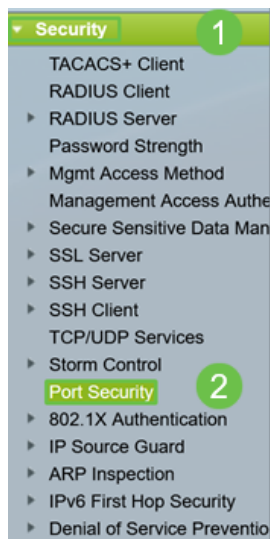 Security
1
TACACS+ Client
RADIUS Client
RADIUS Server
Password Strength
Mgmt Access Method
Management Access Authe
Secure Sensitive Data Man
SSL Server
SSH Server
SSH Client
TCP/UDP Services
Storm Control
Port Security
2
802.1X Authentication
IP Source Guard
ARP Inspection
IPv6 First Hop Security
Denial of Service Preventio